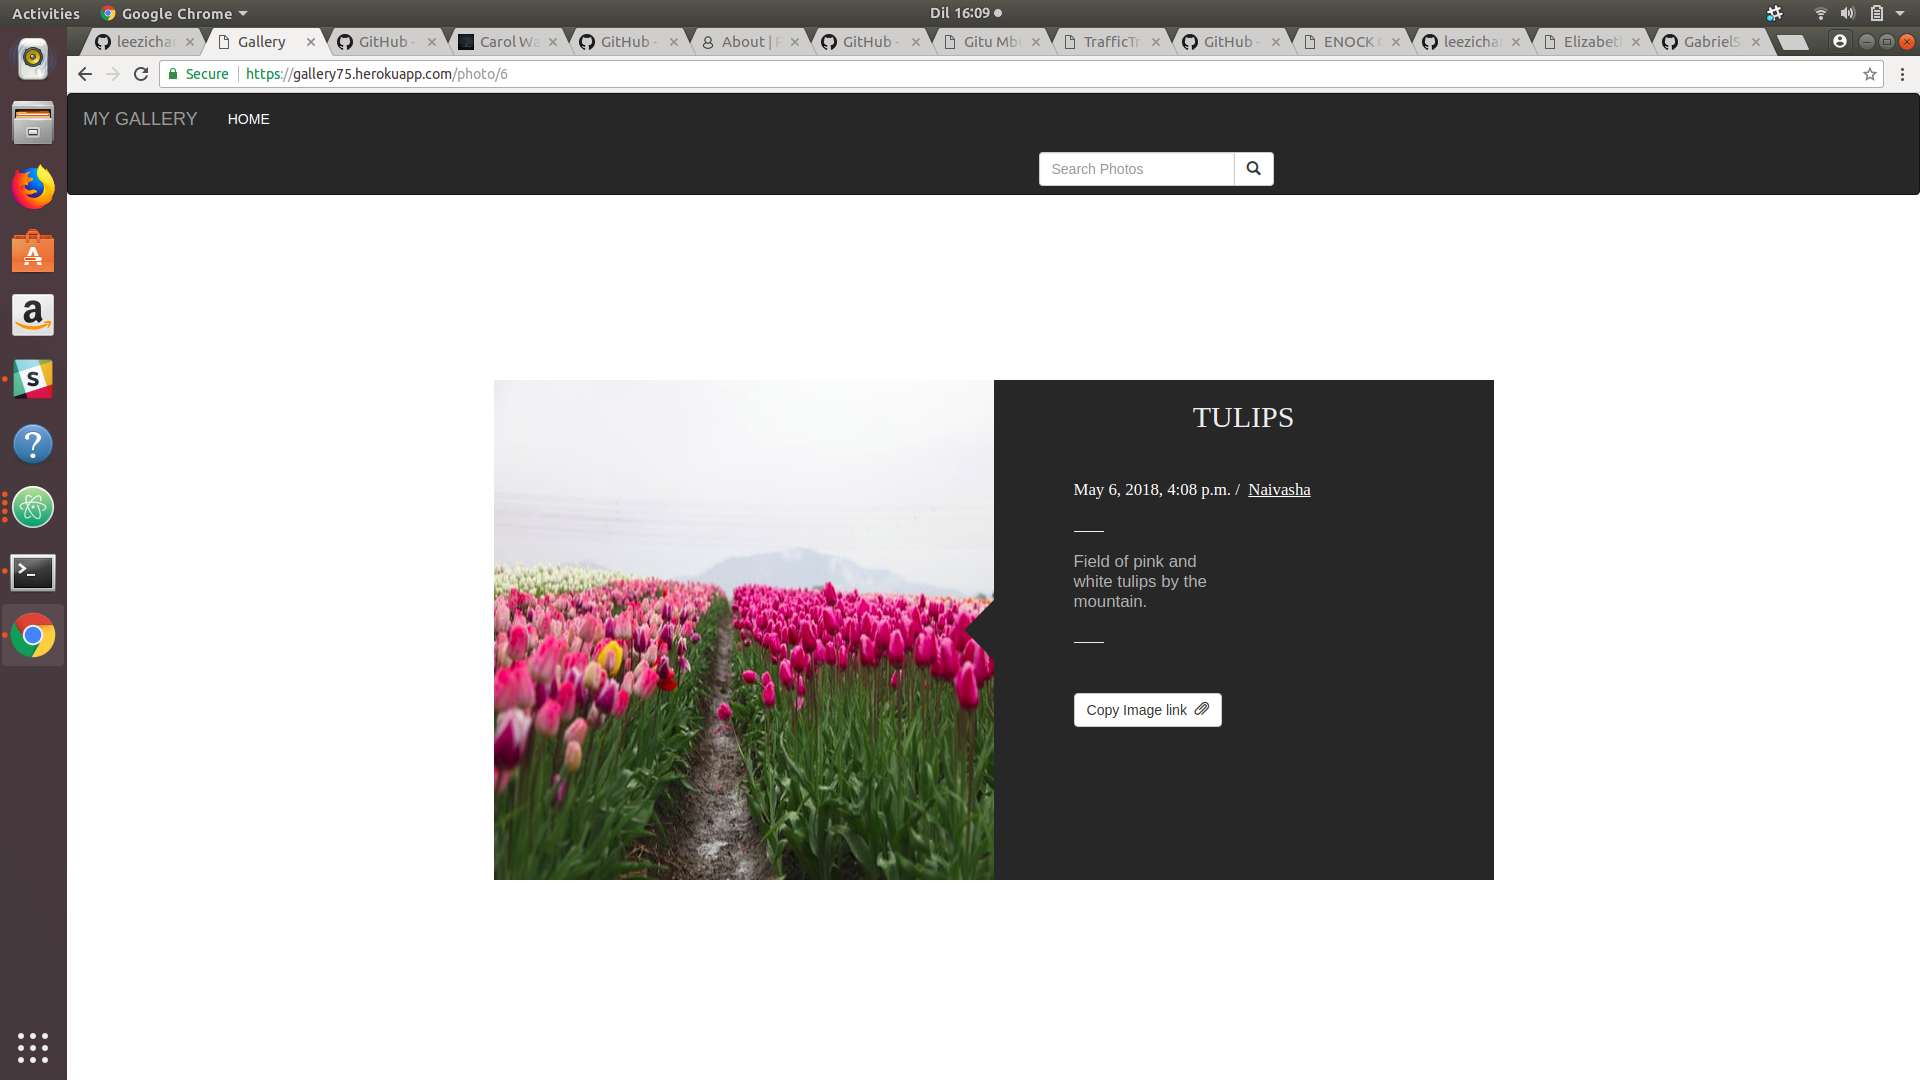 Activities
Google Chrome
Dil 16:09
leezichar
Gallery
GitHub -
Carol Wa
GitHub -
About |
GitHub -
Gitu Mb
TrafficTr
GitHub -
ENOCK
leezichar
Elizabet
GabrielS
Secure
https://gallery75.herokuapp.com/photo/6
MY GALLERY
HOME
Search Photos
TULIPS
May 6, 2018, 4:08 p.m. / Naivasha
Field of pink and
white tulips by the
mountain.
Copy Image link